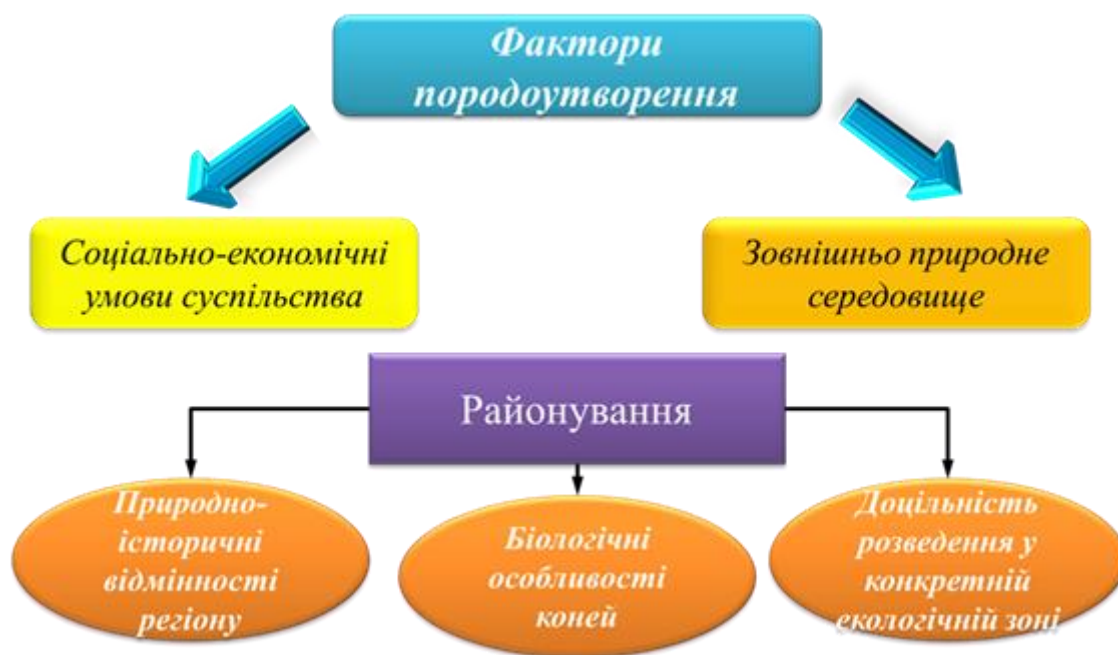 Фактори
породоутворення
Соціально-економічні
умови суспільства
Зовнішньо природне
середовище
Районування
Природно-
історичні
відмінності
регіону
Біологічні
особливості
коней
Доцільність
розведення у
конкретній
екологічній зоні